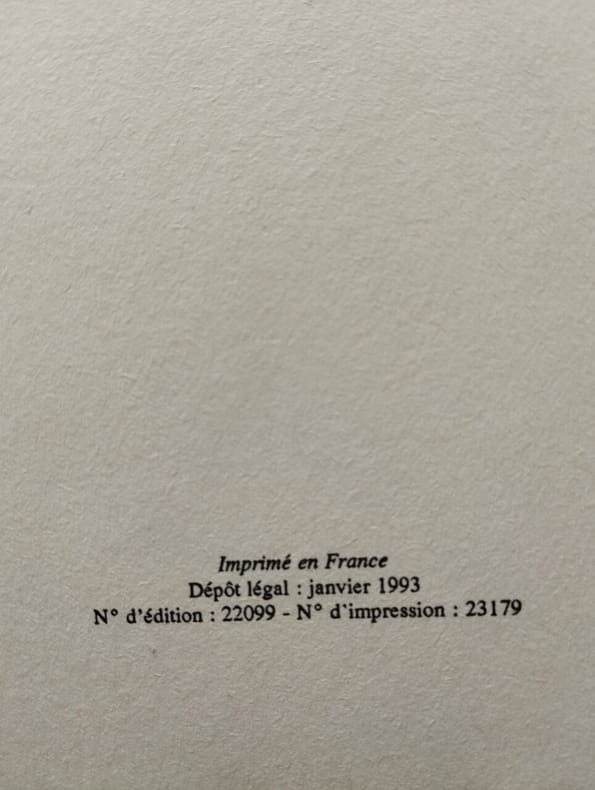 Imprimé en France
Dépôt légal : janvier 1993
N° d'édition : 22099 - N° d'impression : 23179